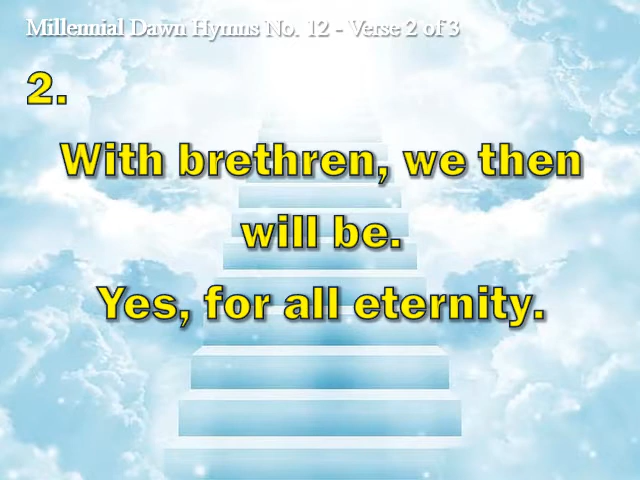 Millennial Dawn Hymns No. 12 - Verse 2 of 3
2.
With brethren, we then
will be.
Yes, for all eternity.